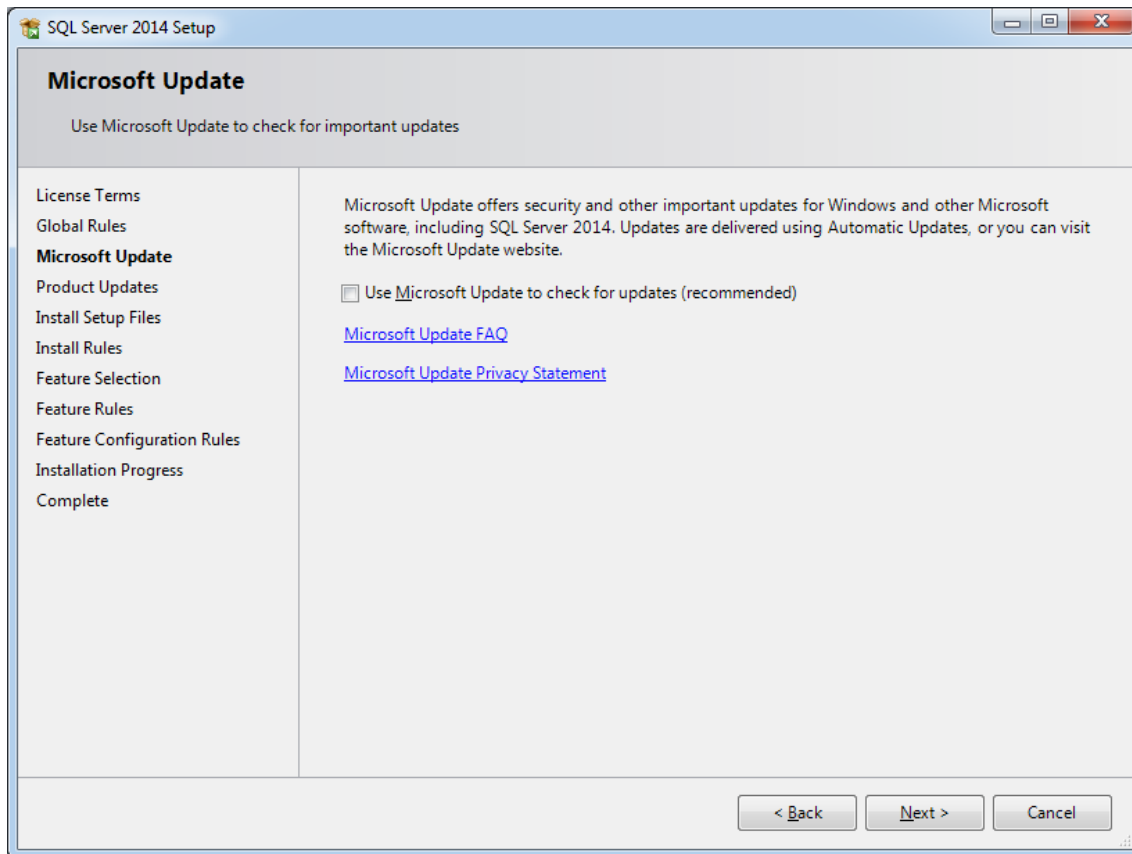 SQL Server 2014 Setup
Microsoft Update
Use Microsoft Update to check for important updates
License Terms
Global Rules
Microsoft Update
Product Updates
Install Setup Files
Install Rules
Feature Selection
Feature Rules
Feature Configuration Rules
Installation Progress
Complete
Microsoft Update offers security and other important updates for Windows and other Microsoft
software, including SQL Server 2014. Updates are delivered using Automatic Updates, or you can visit
the Microsoft Update website.
Use Microsoft Update to check for updates (recommended)
Microsoft Update FAQ
Microsoft Update Privacy Statement
< Back
Next >
Cancel